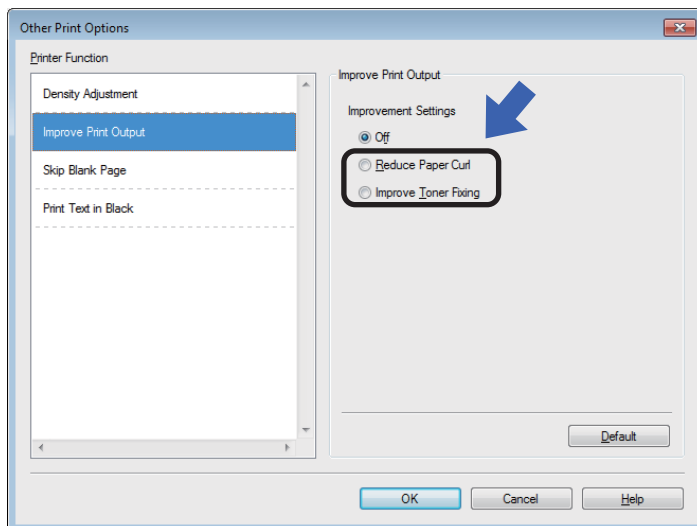 Other Print Options
Printer Function
Density Adjustment
Improve Print Output
Skip Blank Page
Print Text in Black
Improve Print Output
Improvement Settings
Off
Reduce Paper Curl
Improve Toner Fixing
Default
OK
Cancel
Help